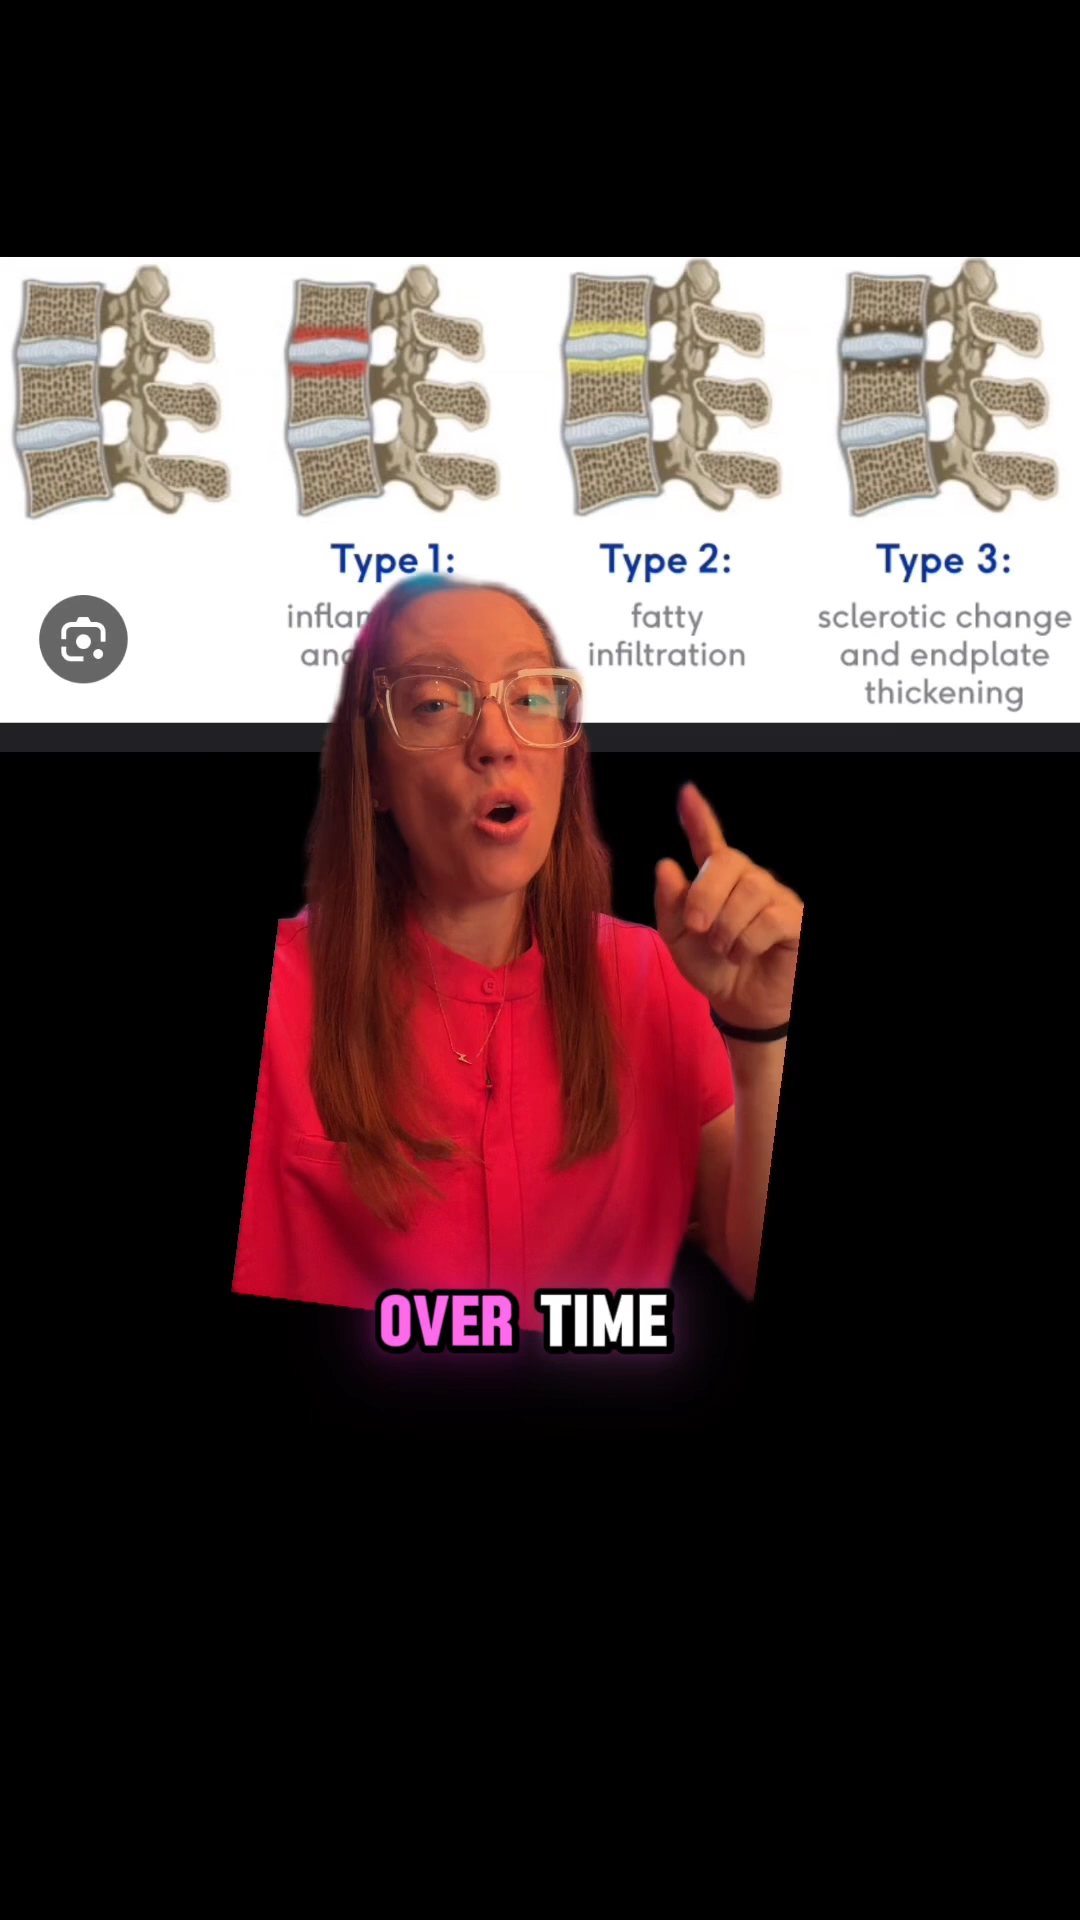 Type 1:
Type 2:
Type 3:
fatty
infiltration
sclerotic change
and endplate
thickening
OVER TIME